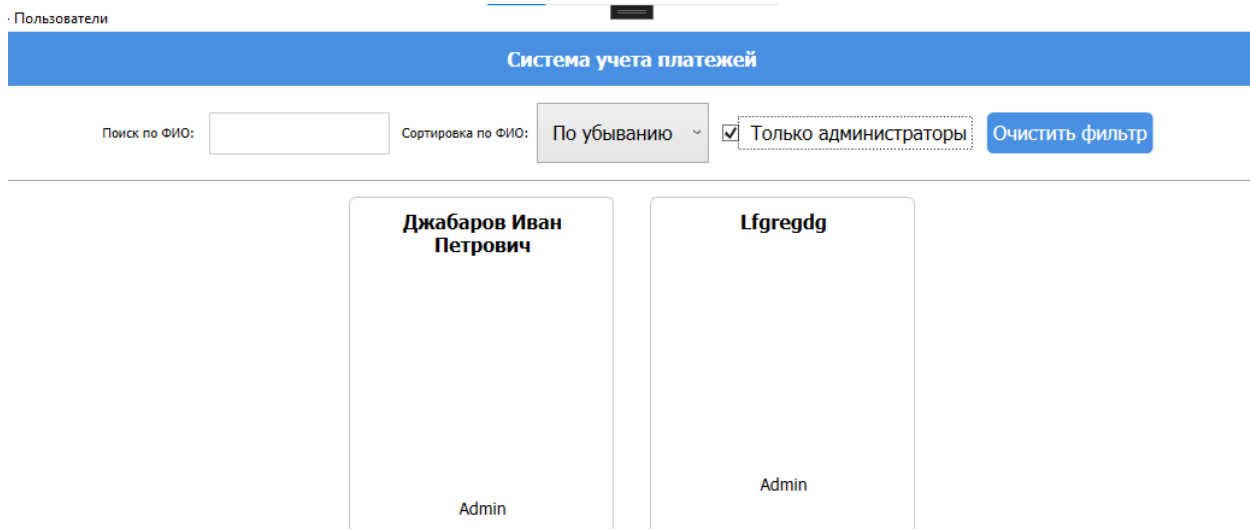 Пользователи
Система учета платежей
Поиск по ФИО:
Сортировка по ФИО:
По убыванию
Только администраторы
Очистить фильтр
Джабаров Иван
Петрович
Admin
Lfgregdg
Admin